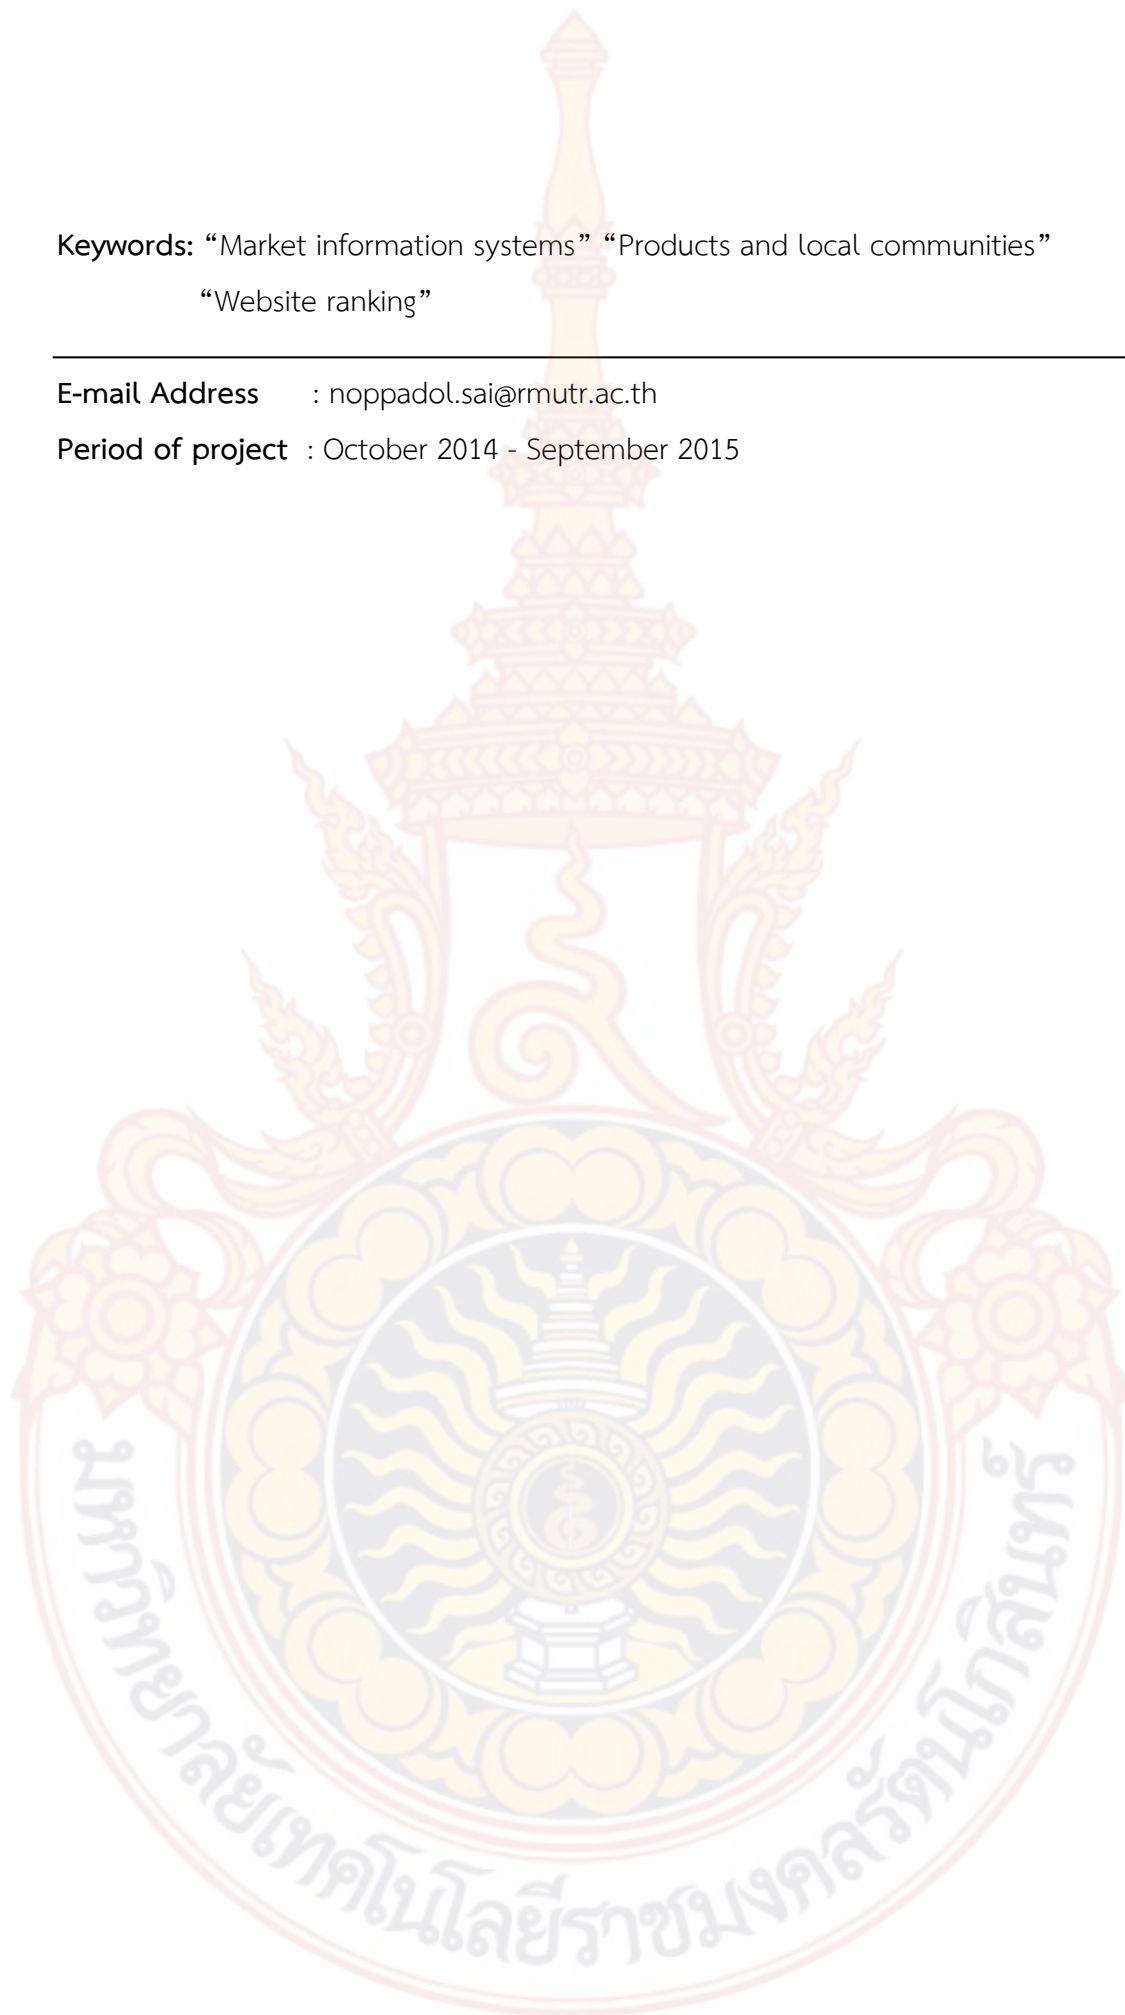 Keywords: “Market information systems” “Products and local communities”
“Website ranking”
E-mail Address : noppadol.sai@rmutr.ac.th
Period of project : October 2014 - September 2015
มหาวิทยาลัยเทคโนโลยีราชมงคลรัตนโกสินทร์